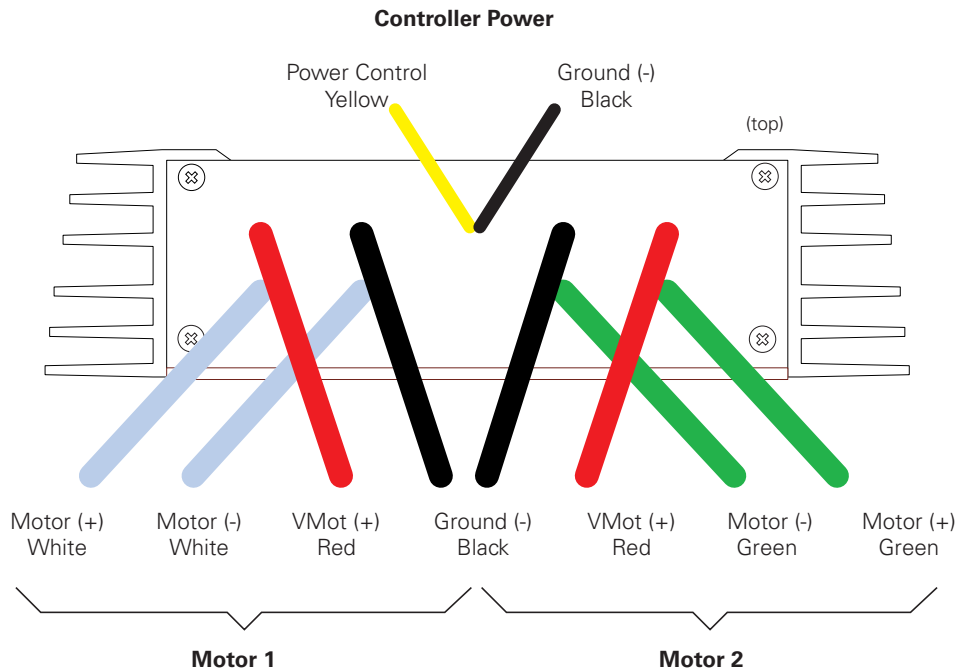 Controller Power
Power Control
Yellow
Ground (-)
Black
(top)
Motor (+)
White
Motor (-)
White
VMot (+)
Red
Ground (-)
Black
VMot (+)
Red
Motor (-)
Green
Motor (+)
Green
Motor 1
Motor 2